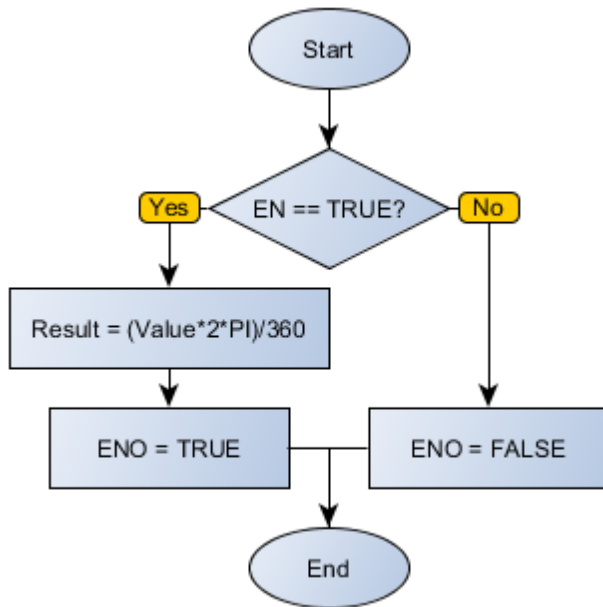 Start
EN == TRUE?
Yes
No
Result = (Value*2*PI)/360
ENO = TRUE
ENO = FALSE
End